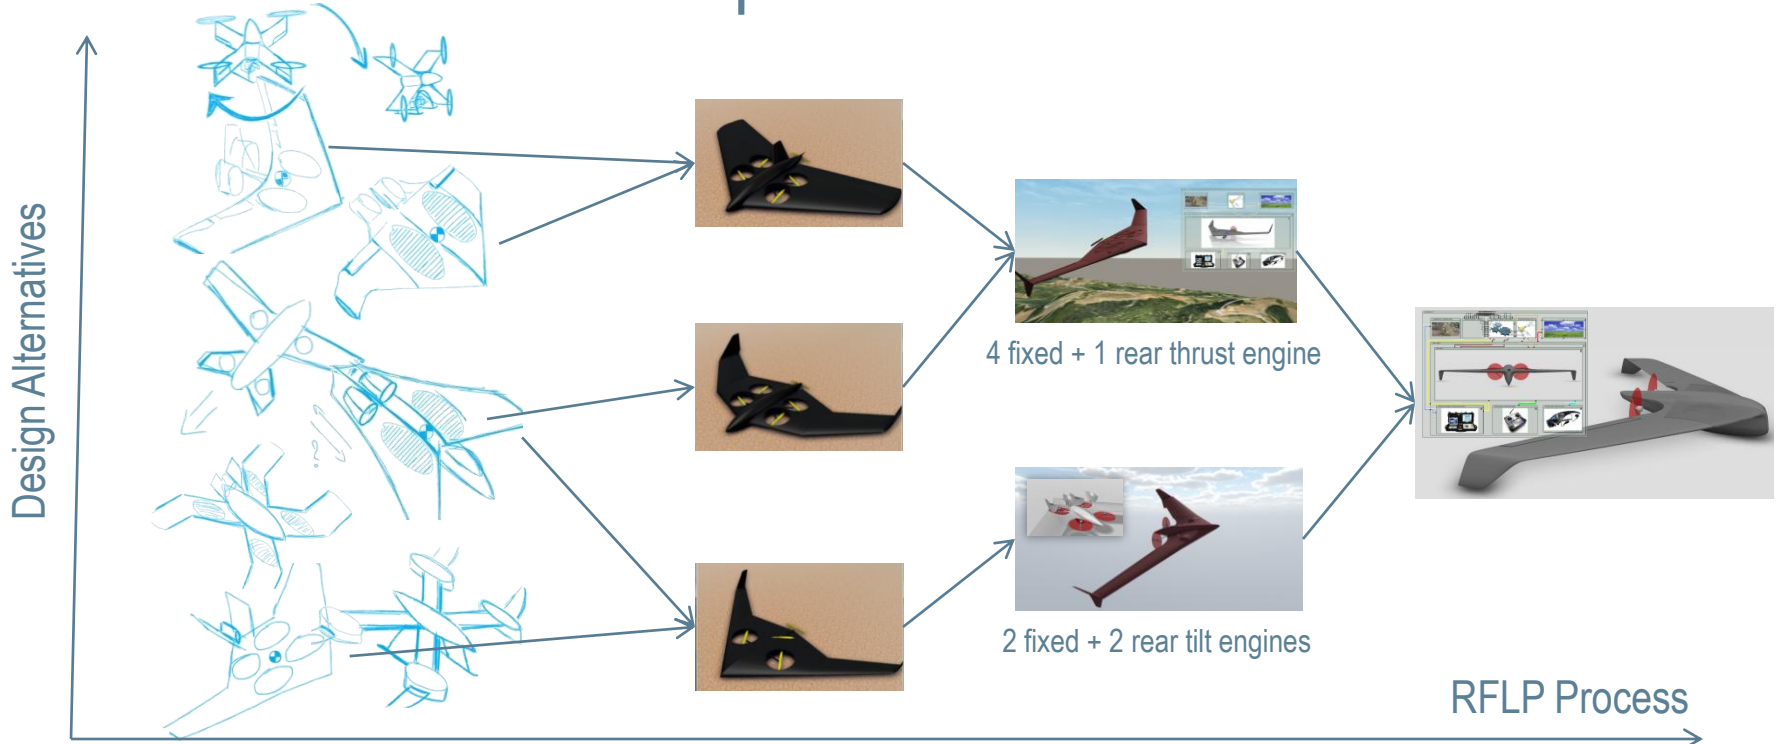 Design Alternatives
?
4 fixed + 1 rear thrust engine
2 fixed + 2 rear tilt engines
RFLP Process